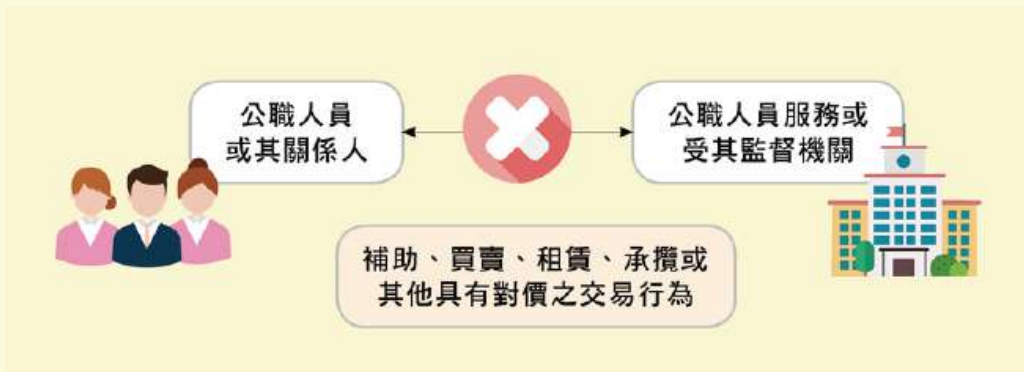 公職人員
或其關係人
公職人員服務或
受其監督機關
補助、買賣、租賃、承攬或
其他具有對價之交易行為